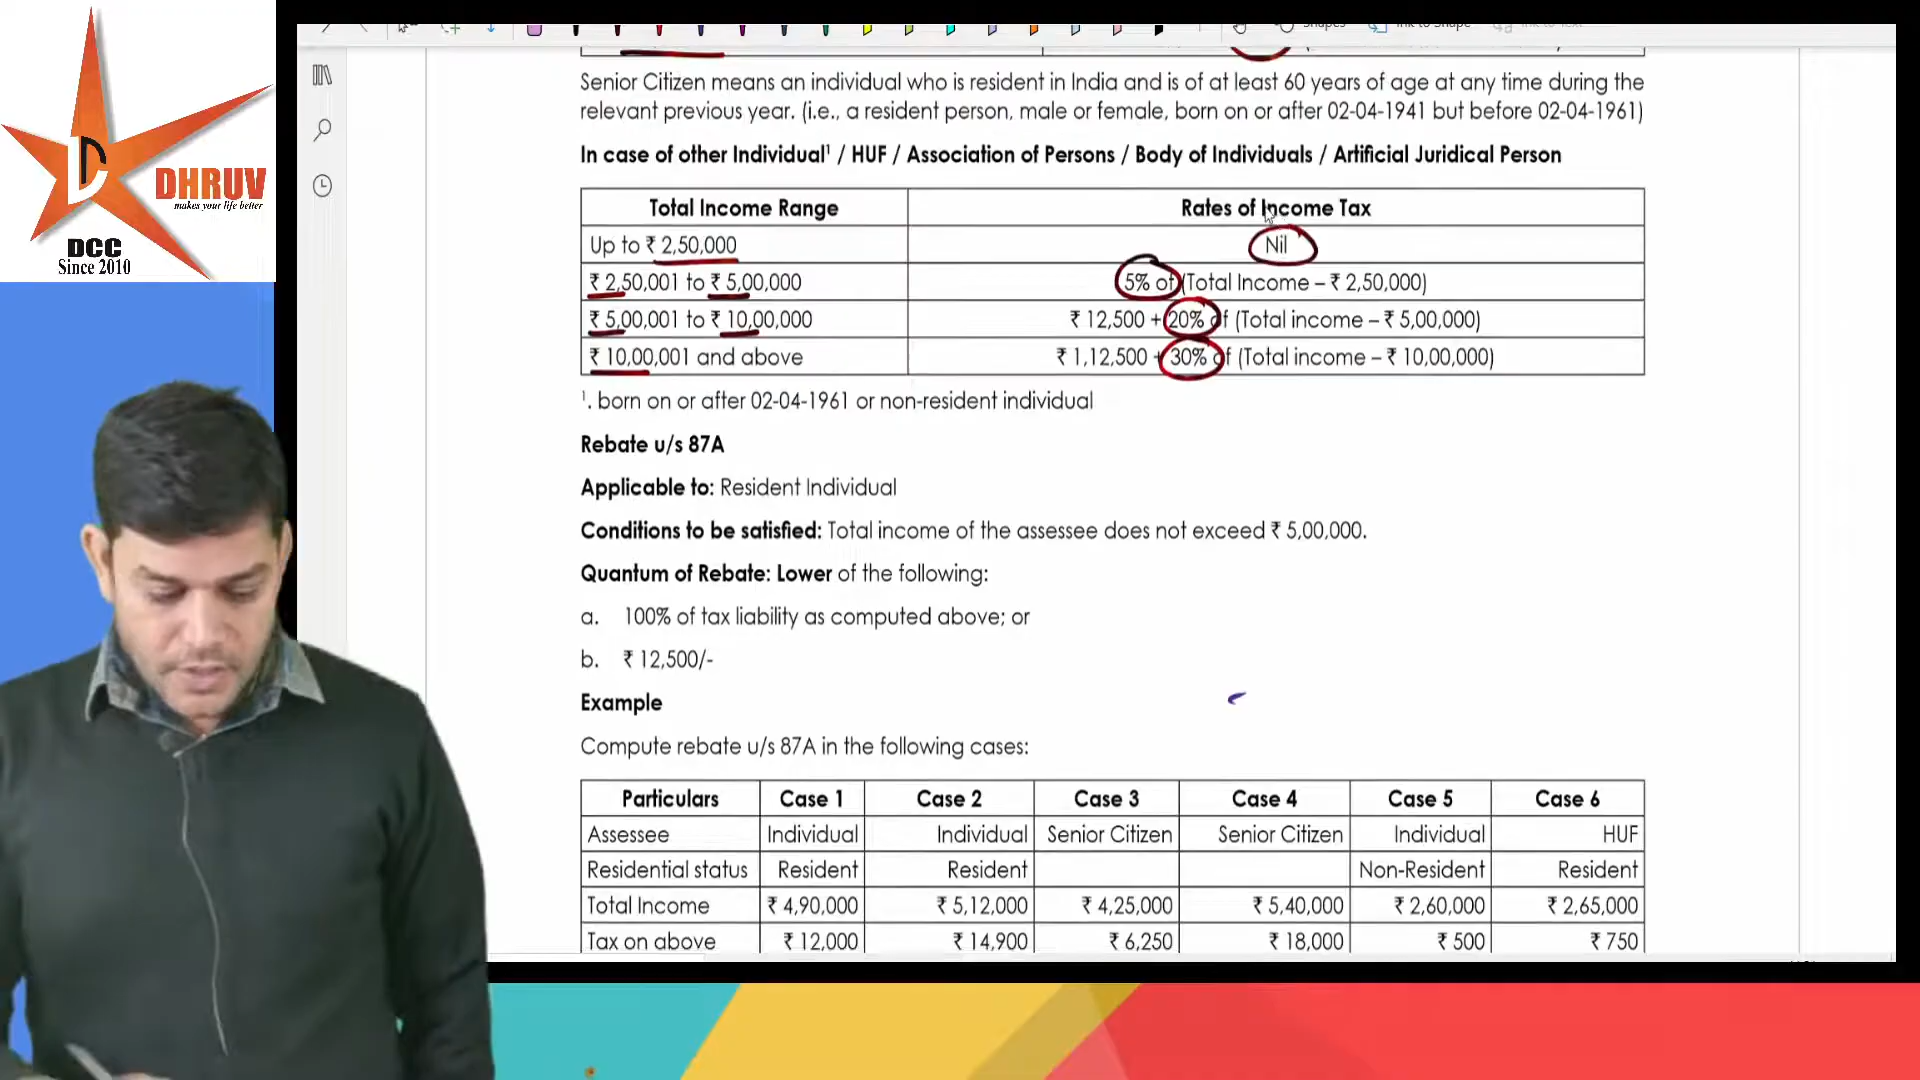 DHRUV
makes your life better
DCC
Since 2010
Shapes
Ink to Shape
Ink to Text
Senior Citizen means an individual who is resident in India and is of at least 60 years of age at any time during the
relevant previous year. (i.e., a resident person, male or female, born on or after 02-04-1941 but before 02-04-1961)
In case of other Individual¹ / HUF / Association of Persons / Body of Individuals / Artificial Juridical Person
Total Income Range Rates of Income Tax
Up to ₹ 2,50,000 Nil
₹ 2,50,001 to ₹ 5,00,000 5% of (Total Income – ₹ 2,50,000)
₹ 5,00,001 to ₹ 10,00,000 ₹ 12,500 + 20% of (Total income – ₹ 5,00,000)
₹ 10,00,001 and above ₹ 1,12,500 + 30% of (Total income – ₹ 10,00,000)
¹. born on or after 02-04-1961 or non-resident individual
Rebate u/s 87A
Applicable to: Resident Individual
Conditions to be satisfied: Total income of the assessee does not exceed ₹ 5,00,000.
Quantum of Rebate: Lower of the following:
a. 100% of tax liability as computed above; or
b. ₹ 12,500/-
Example
Compute rebate u/s 87A in the following cases:
Particulars Case 1 Case 2 Case 3 Case 4 Case 5 Case 6
Assessee Individual Individual Senior Citizen Senior Citizen Individual HUF
Residential status Resident Resident Non-Resident Resident
Total Income ₹ 4,90,000 ₹ 5,12,000 ₹ 4,25,000 ₹ 5,40,000 ₹ 2,60,000 ₹ 2,65,000
Tax on above ₹ 12,000 ₹ 14,900 ₹ 6,250 ₹ 18,000 ₹ 500 ₹ 750